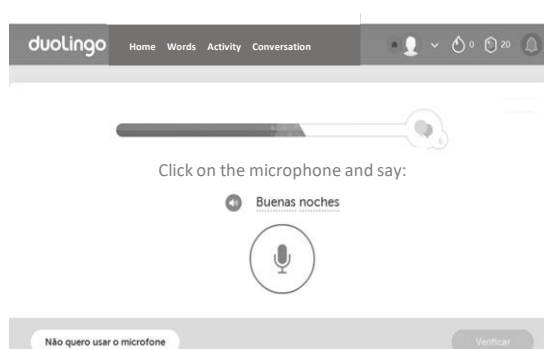 duolingo Home Words Activity Conversation 0 20
6
Click on the microphone and say:
Buenas noches
Não quero usar o microfone Verificar